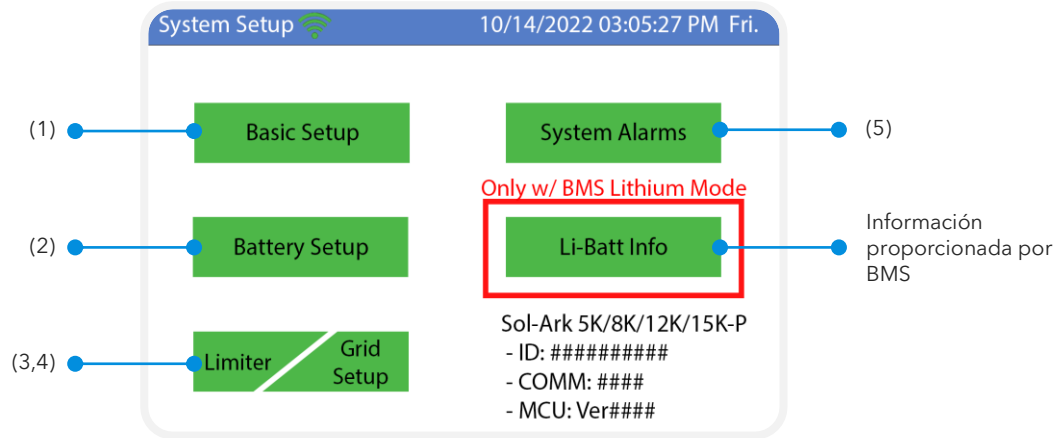 System Setup 10/14/2022 03:05:27 PM Fri.
(1) Basic Setup System Alarms (5)
Only w/ BMS Lithium Mode
(2) Battery Setup Li-Batt Info
Información
proporcionada por
BMS
(3,4) Limiter Grid
Setup
Sol-Ark 5K/8K/12K/15K-P
- ID: ##########
- COMM: ####
- MCU: Ver####